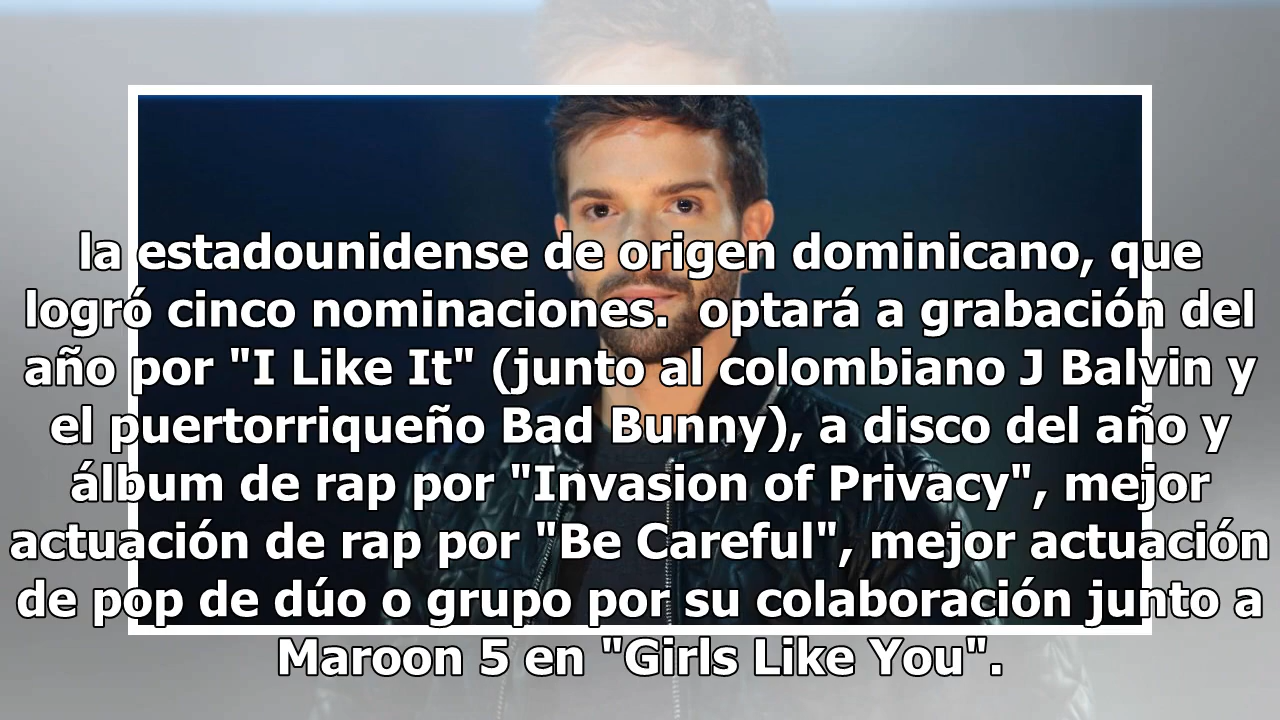 la estadounidense de origen dominicano, que
logró cinco nominaciones.  optará a grabación del
año por "I Like It" (junto al colombiano J Balvin y
el puertorriqueño Bad Bunny), a disco del año y
álbum de rap por "Invasion of Privacy", mejor
actuación de rap por "Be Careful", mejor actuación
de pop de dúo o grupo por su colaboración junto a
Maroon 5 en "Girls Like You".